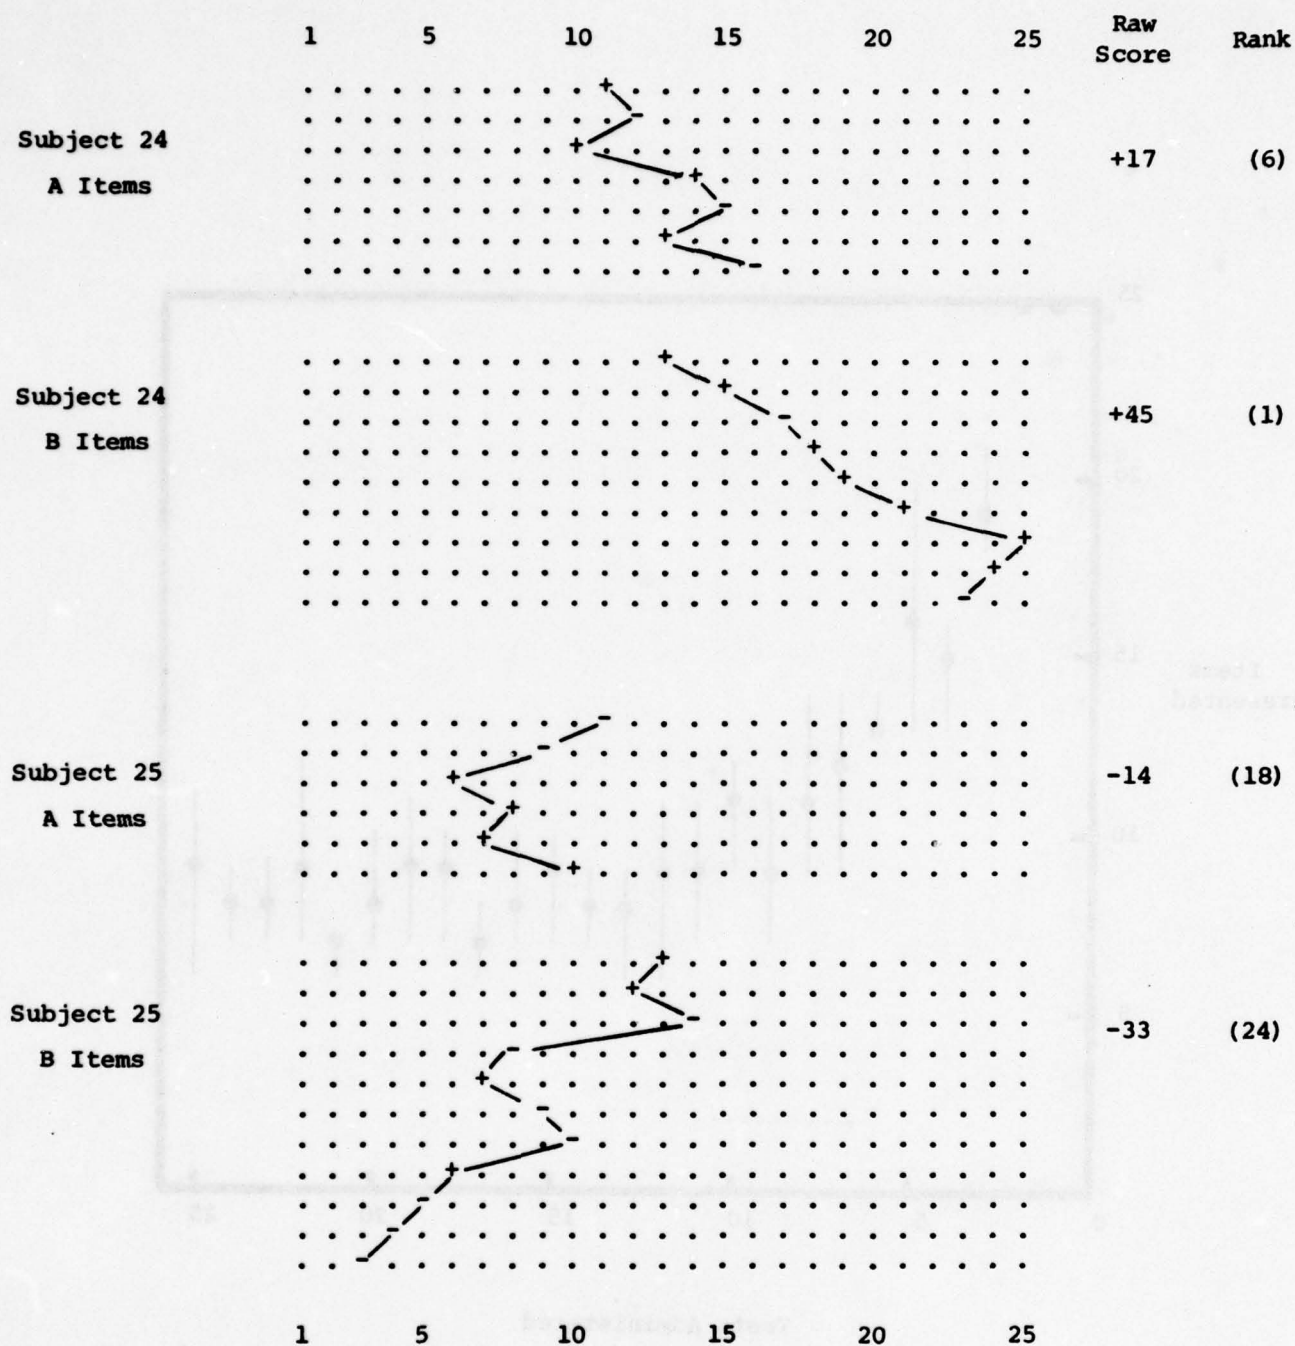 1 5 10 15 20 25 Raw Score Rank
Subject 24 A Items +17 (6)
Subject 24 B Items +45 (1)
Subject 25 A Items -14 (18)
Subject 25 B Items -33 (24)
1 5 10 15 20 25